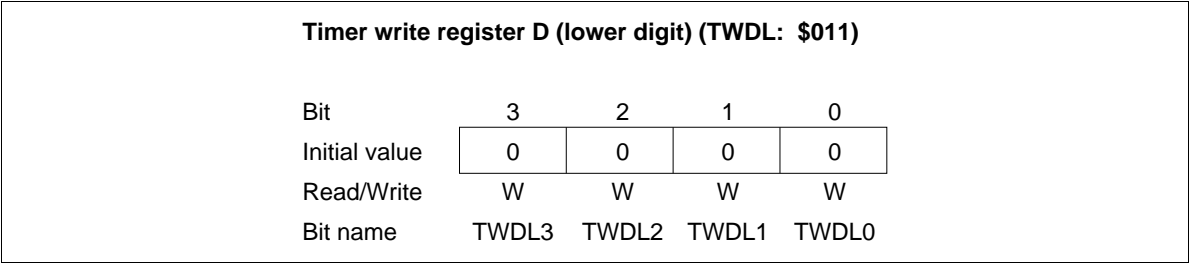 Timer write register D (lower digit) (TWDL: $011)
Bit 3 2 1 0
Initial value 0 0 0 0
Read/Write W W W W
Bit name TWDL3 TWDL2 TWDL1 TWDL0